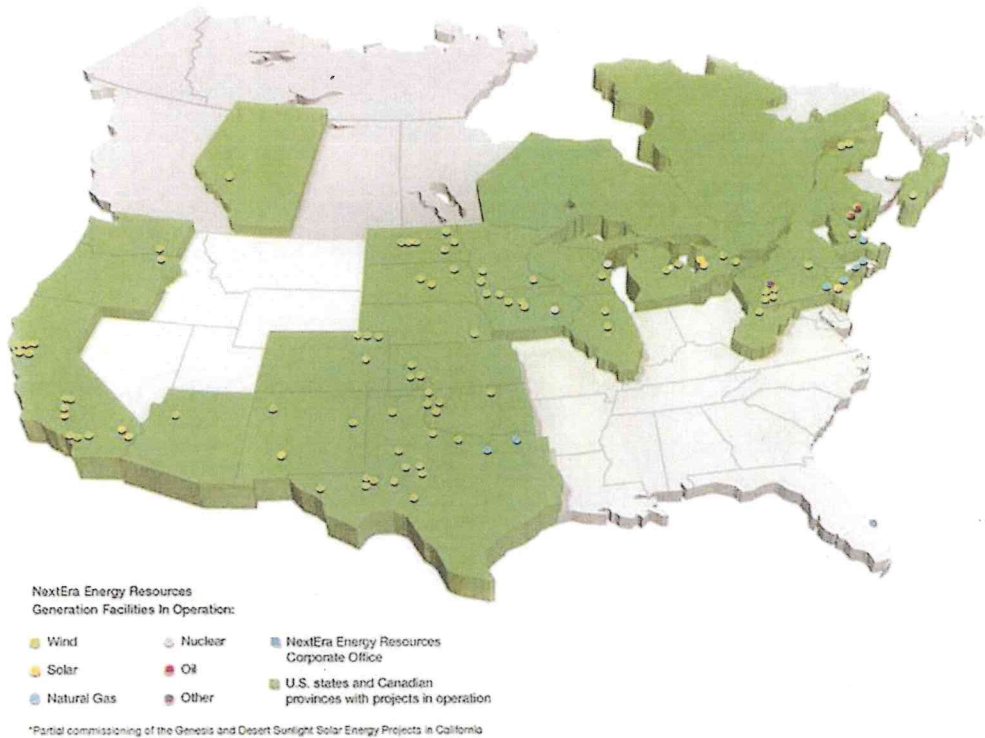 NextEra Energy Resources
Generation Facilities In Operation:
Wind
Solar
Natural Gas
Nuclear
Oil
Other
NextEra Energy Resources
Corporate Office
U.S. states and Canadian
provinces with projects in operation
*Partial commissioning of the Genesis and Desert Sunlight Solar Energy Projects in California